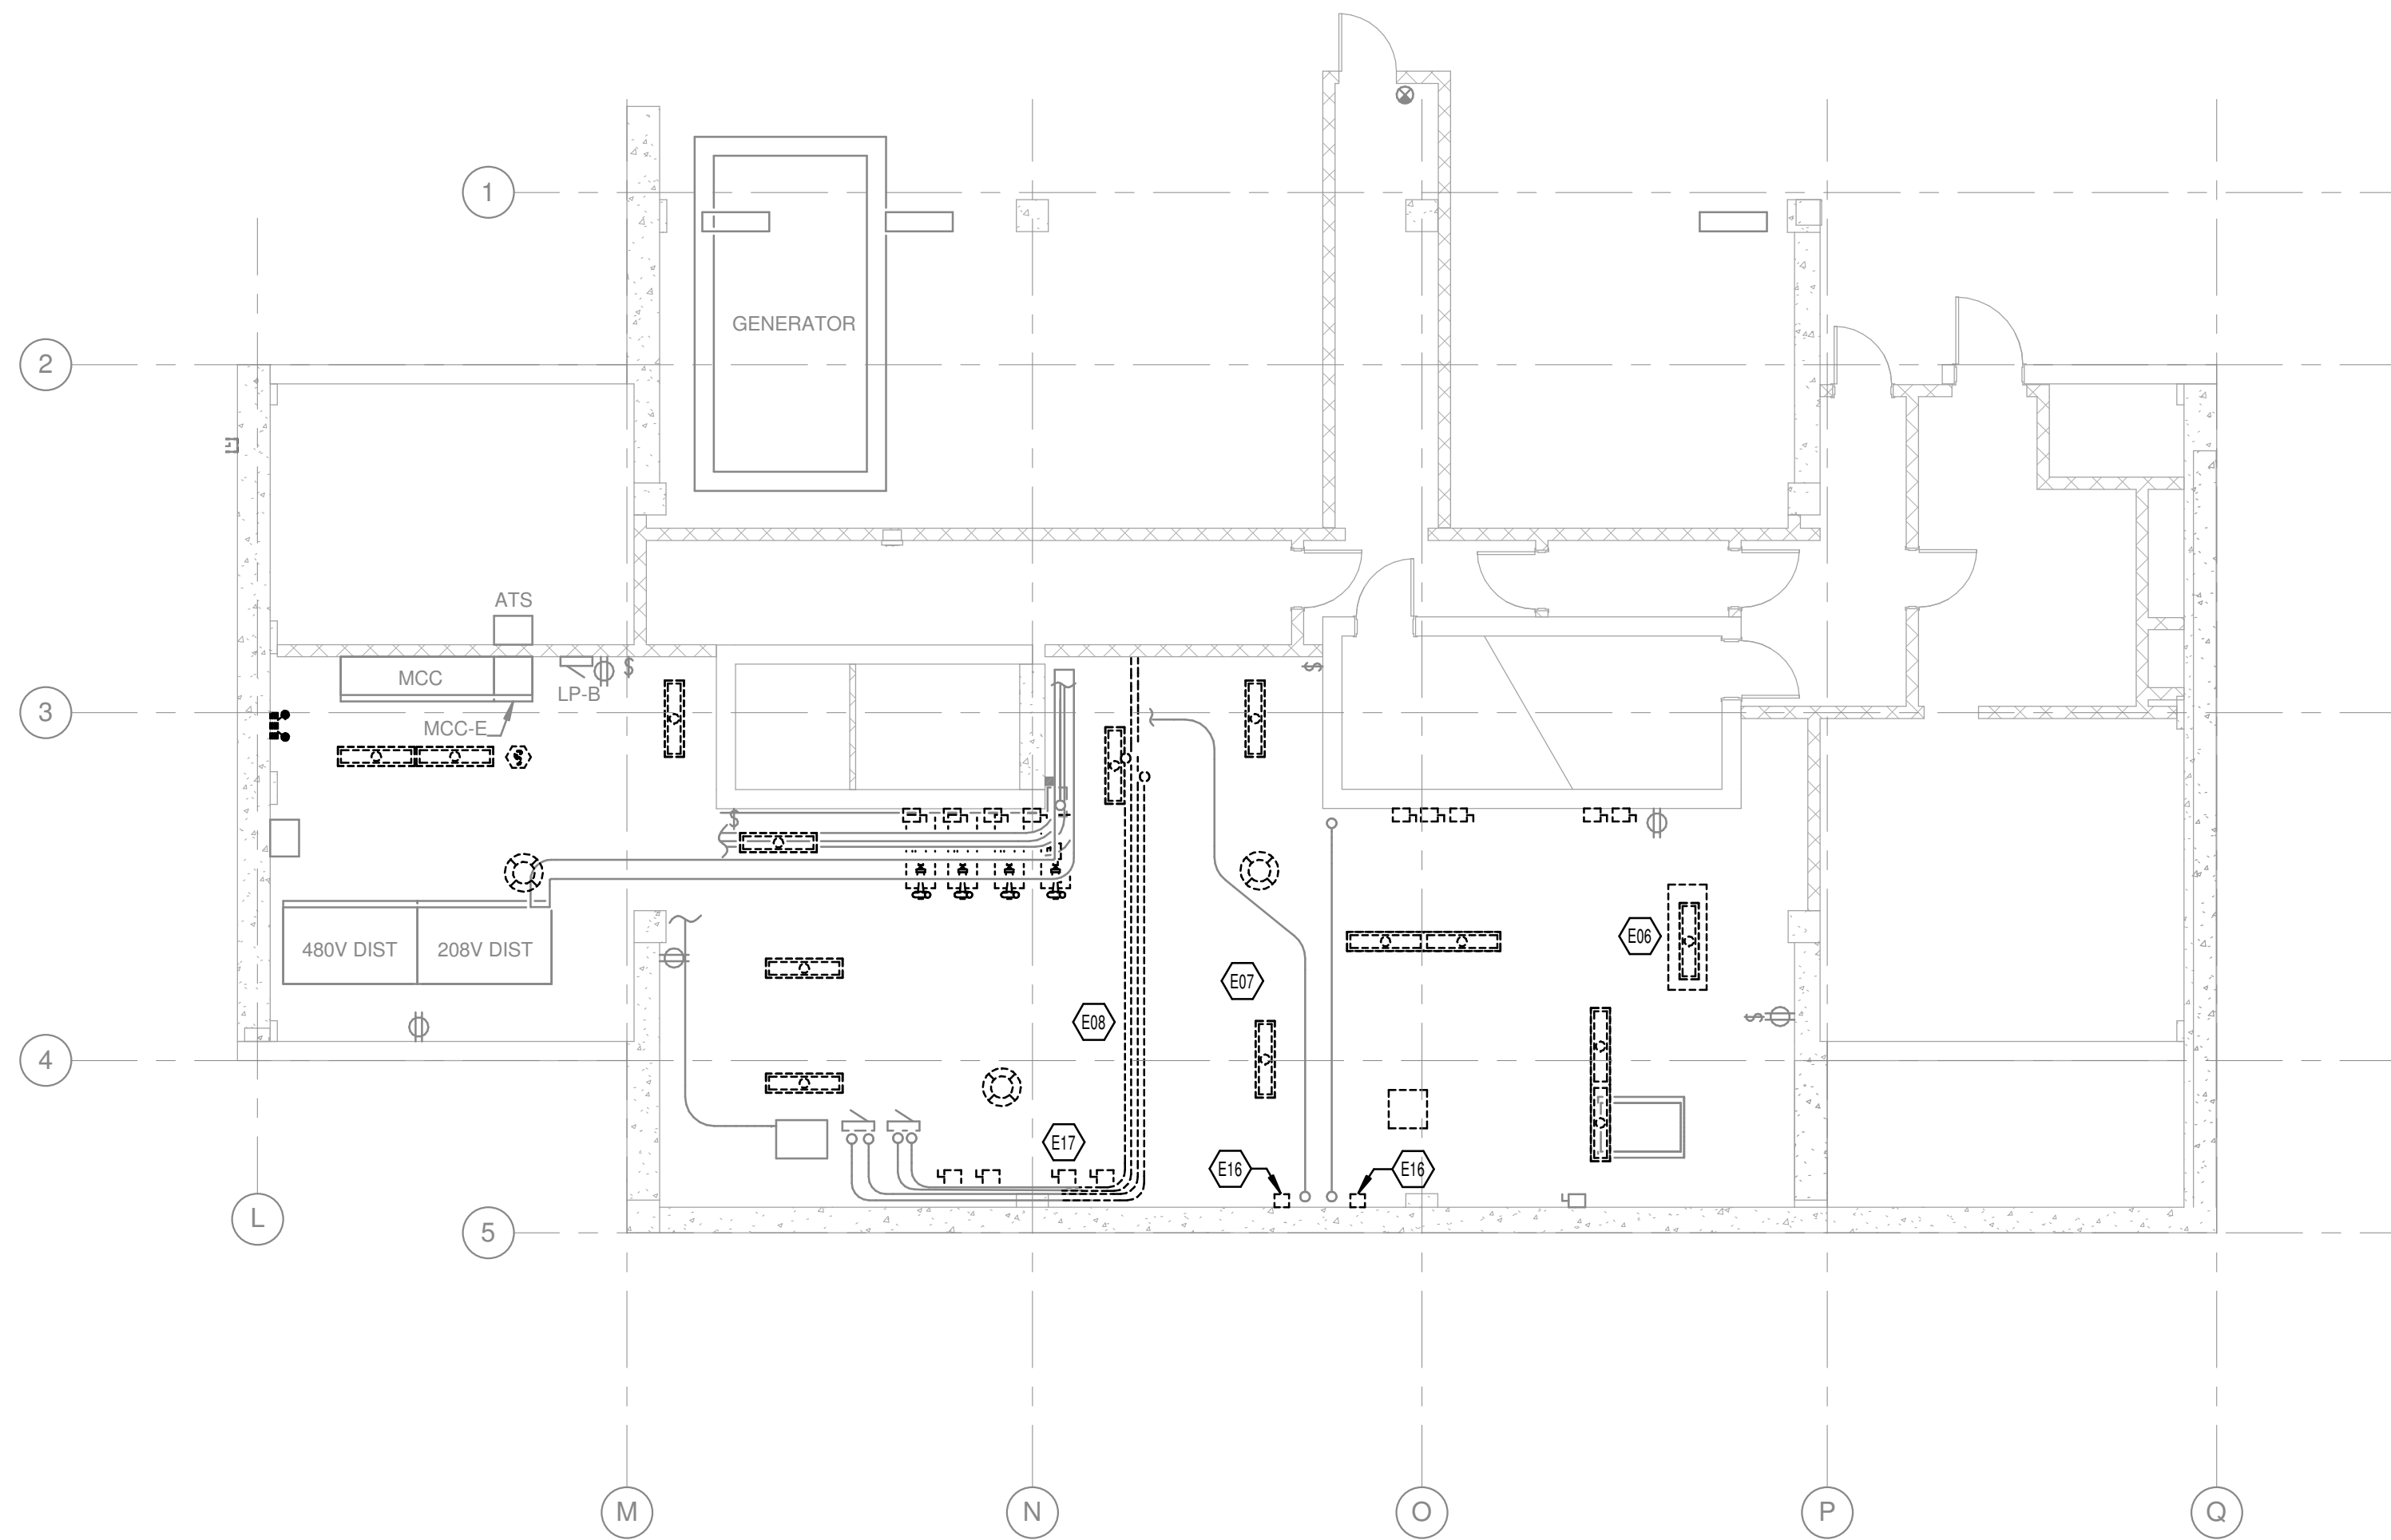 1
GENERATOR
2
ATS
MCC
LP-B
3
MCC-E
480V DIST
208V DIST
E06
E07
E08
4
E17
E16
E16
L
5
M
N
O
P
Q